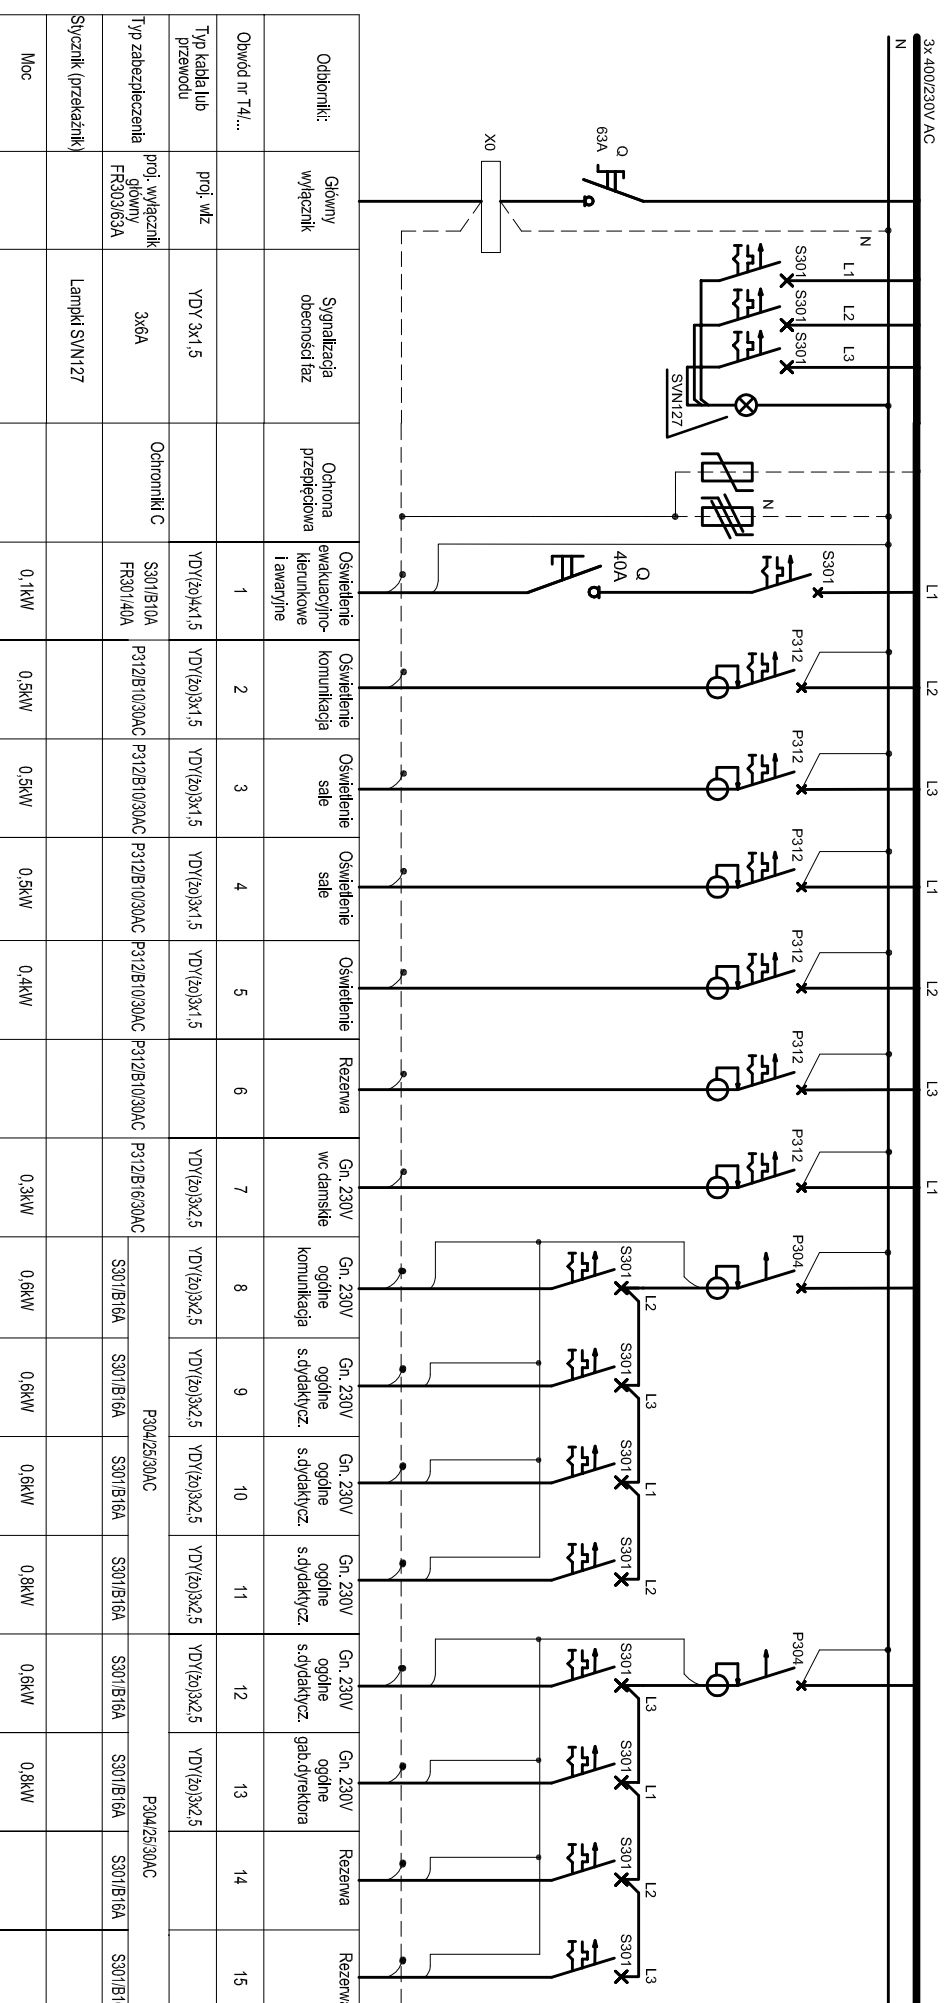 3x 400/230V AC
N
L1
L2
L3
L1
L2
L3
L1
L2
L3
L1
N
Q
63A
X0
S301
S301
S301
SVN127
N
S301
Q
40A
P312
P312
P312
P312
P312
P312
P304
P304
S301
L2
S301
L3
S301
L1
S301
L2
S301
L3
S301
L1
S301
L2
S301
L3
Odbiorniki:
Główny
wyłącznik
Sygnalizacja
obecności faz
Ochrona
przepięciowa
Oświetlenie
ewakuacyjno-
kierunkowe
i awaryjne
Oświetlenie
komunikacja
Oświetlenie
sale
Oświetlenie
sale
Oświetlenie
Rezerwa
Gn. 230V
wc damskie
Gn. 230V
ogólne
komunikacja
Gn. 230V
ogólne
s.dydaktycz.
Gn. 230V
ogólne
s.dydaktycz.
Gn. 230V
ogólne
s.dydaktycz.
Gn. 230V
ogólne
s.dydaktycz.
Gn. 230V
ogólne
gab.dyrektora
Rezerwa
Rezerwa
Obwód nr T4/... 1 2 3 4 5 6 7 8 9 10 11 12 13 14 15
Typ kabla lub
przewodu
proj. wlz
YDY 3x1,5
YDY(żo)4x1,5
YDY(żo)3x1,5
YDY(żo)3x1,5
YDY(żo)3x1,5
YDY(żo)3x1,5
YDY(żo)3x2,5
YDY(żo)3x2,5
YDY(żo)3x2,5
YDY(żo)3x2,5
YDY(żo)3x2,5
YDY(żo)3x2,5
YDY(żo)3x2,5
Typ zabezpieczenia
proj. wyłącznik
główny
FR303/63A
3x6A
Ochronniki C
S301/B10A
FR301/40A
P312/B10/30AC
P312/B10/30AC
P312/B10/30AC
P312/B10/30AC
P312/B10/30AC
P312/B16/30AC
P304/25/30AC
P304/25/30AC
S301/B16A
S301/B16A
S301/B16A
S301/B16A
S301/B16A
S301/B16A
S301/B16A
S301/B1
Stycznik (przekaźnik)
Lampki SVN127
Moc
0,1kW
0,5kW
0,5kW
0,5kW
0,4kW
0,3kW
0,6kW
0,6kW
0,6kW
0,8kW
0,6kW
0,8kW